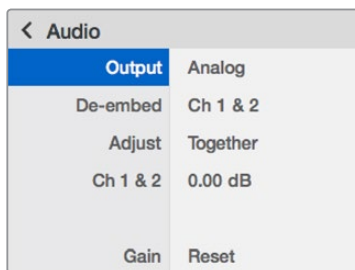 < Audio
Output Analog
De-embed Ch 1 & 2
Adjust Together
Ch 1 & 2 0.00 dB
Gain Reset